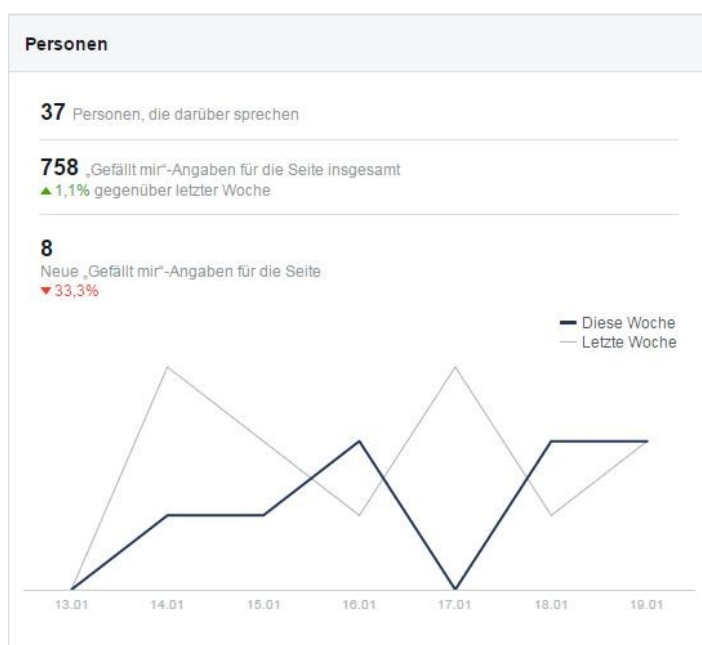 Personen
37 Personen, die darüber sprechen
758 „Gefällt mir“-Angaben für die Seite insgesamt
▲ 1,1% gegenüber letzter Woche
8
Neue „Gefällt mir“-Angaben für die Seite
▼ 33,3%
Diese Woche
Letzte Woche
13.01 14.01 15.01 16.01 17.01 18.01 19.01